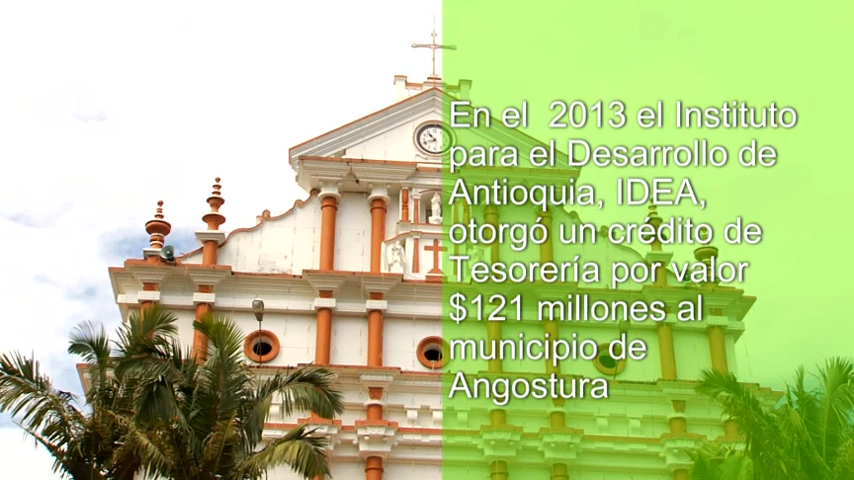 En el  2013 el Instituto
para el Desarrollo de
Antioquia, IDEA,
otorgó un crédito de
Tesorería por valor
$121 millones al
municipio de
Angostura